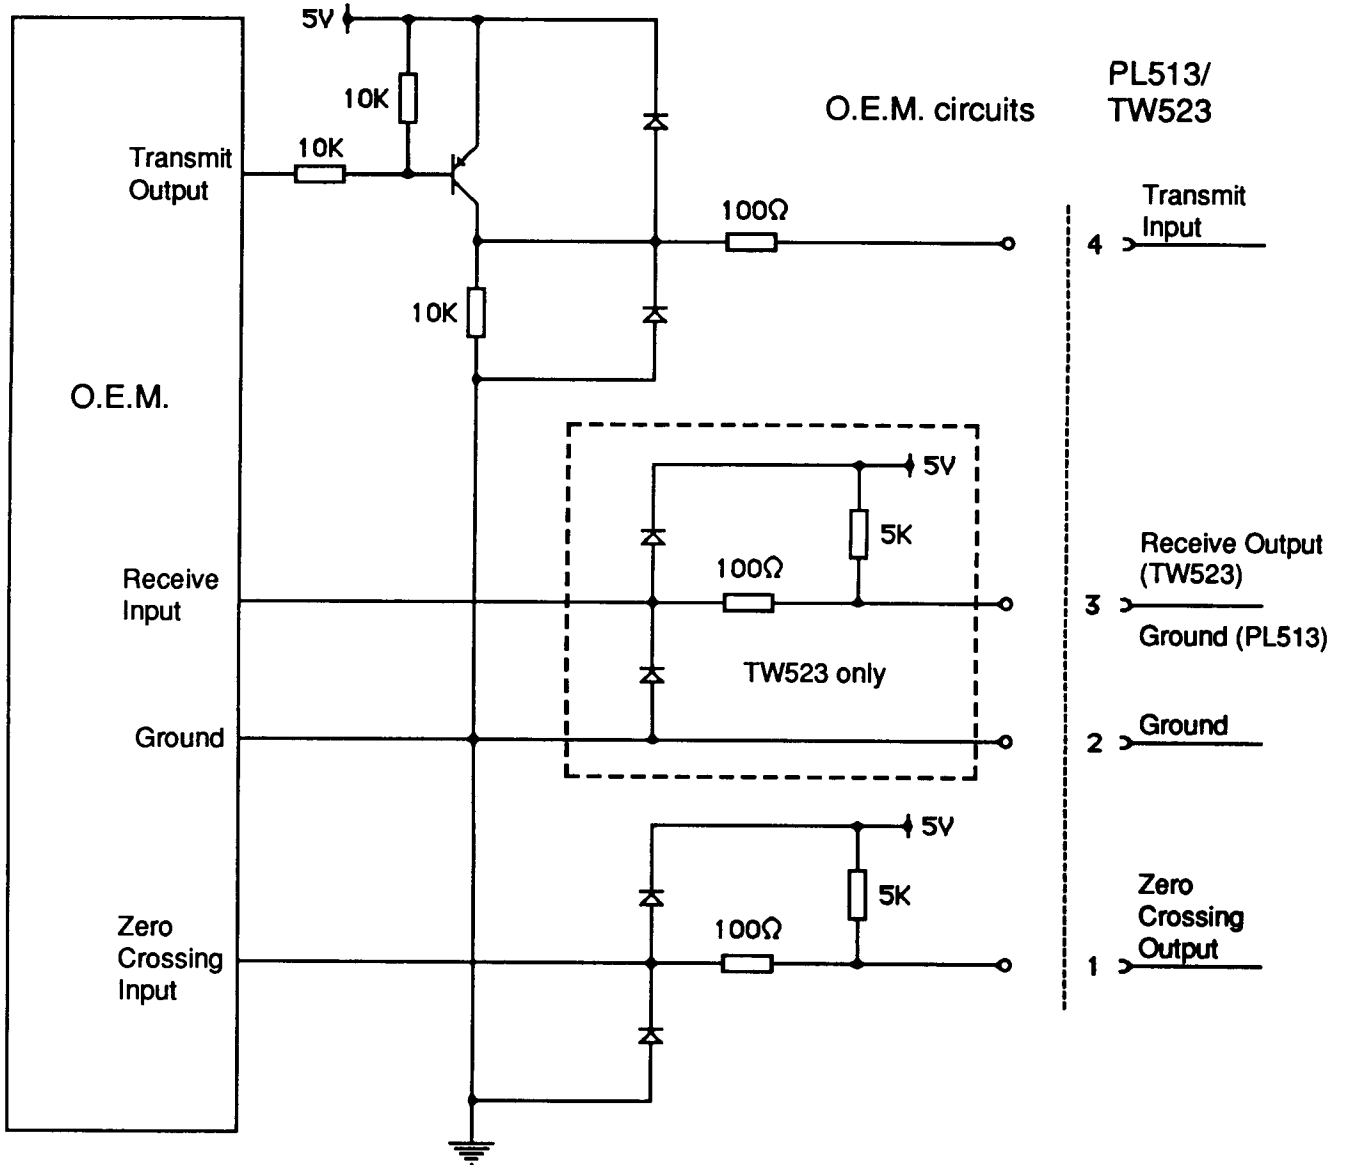 5V
PL513/
TW523
O.E.M. circuits
10K
10K
Transmit
Output
Transmit
Input
100Ω
4
10K
O.E.M.
5V
5K
Receive Output
(TW523)
100Ω
Receive
Input
3
Ground (PL513)
TW523 only
Ground
Ground
2
5V
5K
Zero
Crossing
Output
100Ω
Zero
Crossing
Input
1